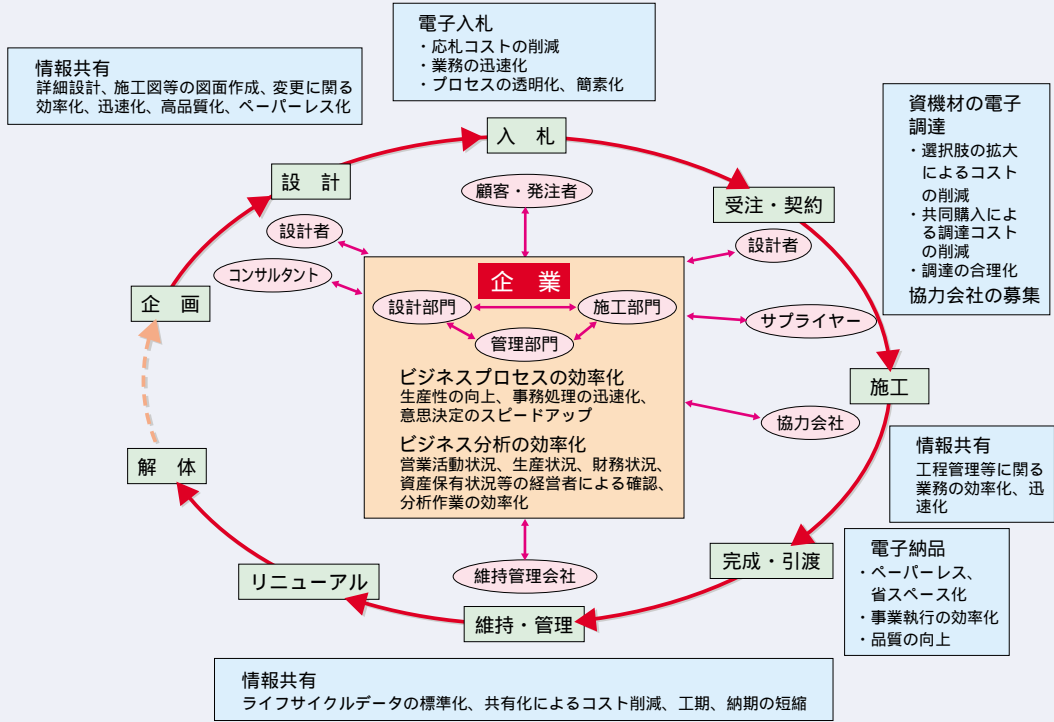 電子入札
・応札コストの削減
・業務の迅速化
・プロセスの透明化、簡素化
情報共有
詳細設計、施工図等の図面作成、変更に関る
効率化、迅速化、高品質化、ペーパーレス化
資機材の電子
調達
・選択肢の拡大
によるコスト
の削減
・共同購入によ
る調達コスト
の削減
・調達の合理化
協力会社の募集
入 札
設 計
顧客・発注者
受注・契約
設計者
設計者
コンサルタント
企 業
企 画
設計部門
施工部門
サプライヤー
管理部門
ビジネスプロセスの効率化
生産性の向上、事務処理の迅速化、
意思決定のスピードアップ
施工
協力会社
ビジネス分析の効率化
営業活動状況、生産状況、財務状況、
資産保有状況等の経営者による確認、
分析作業の効率化
解 体
情報共有
工程管理等に関る
業務の効率化、迅
速化
完成・引渡
電子納品
・ペーパーレス、
省スペース化
・事業執行の効率化
・品質の向上
維持管理会社
リニューアル
維持・管理
情報共有
ライフサイクルデータの標準化、共有化によるコスト削減、工期、納期の短縮